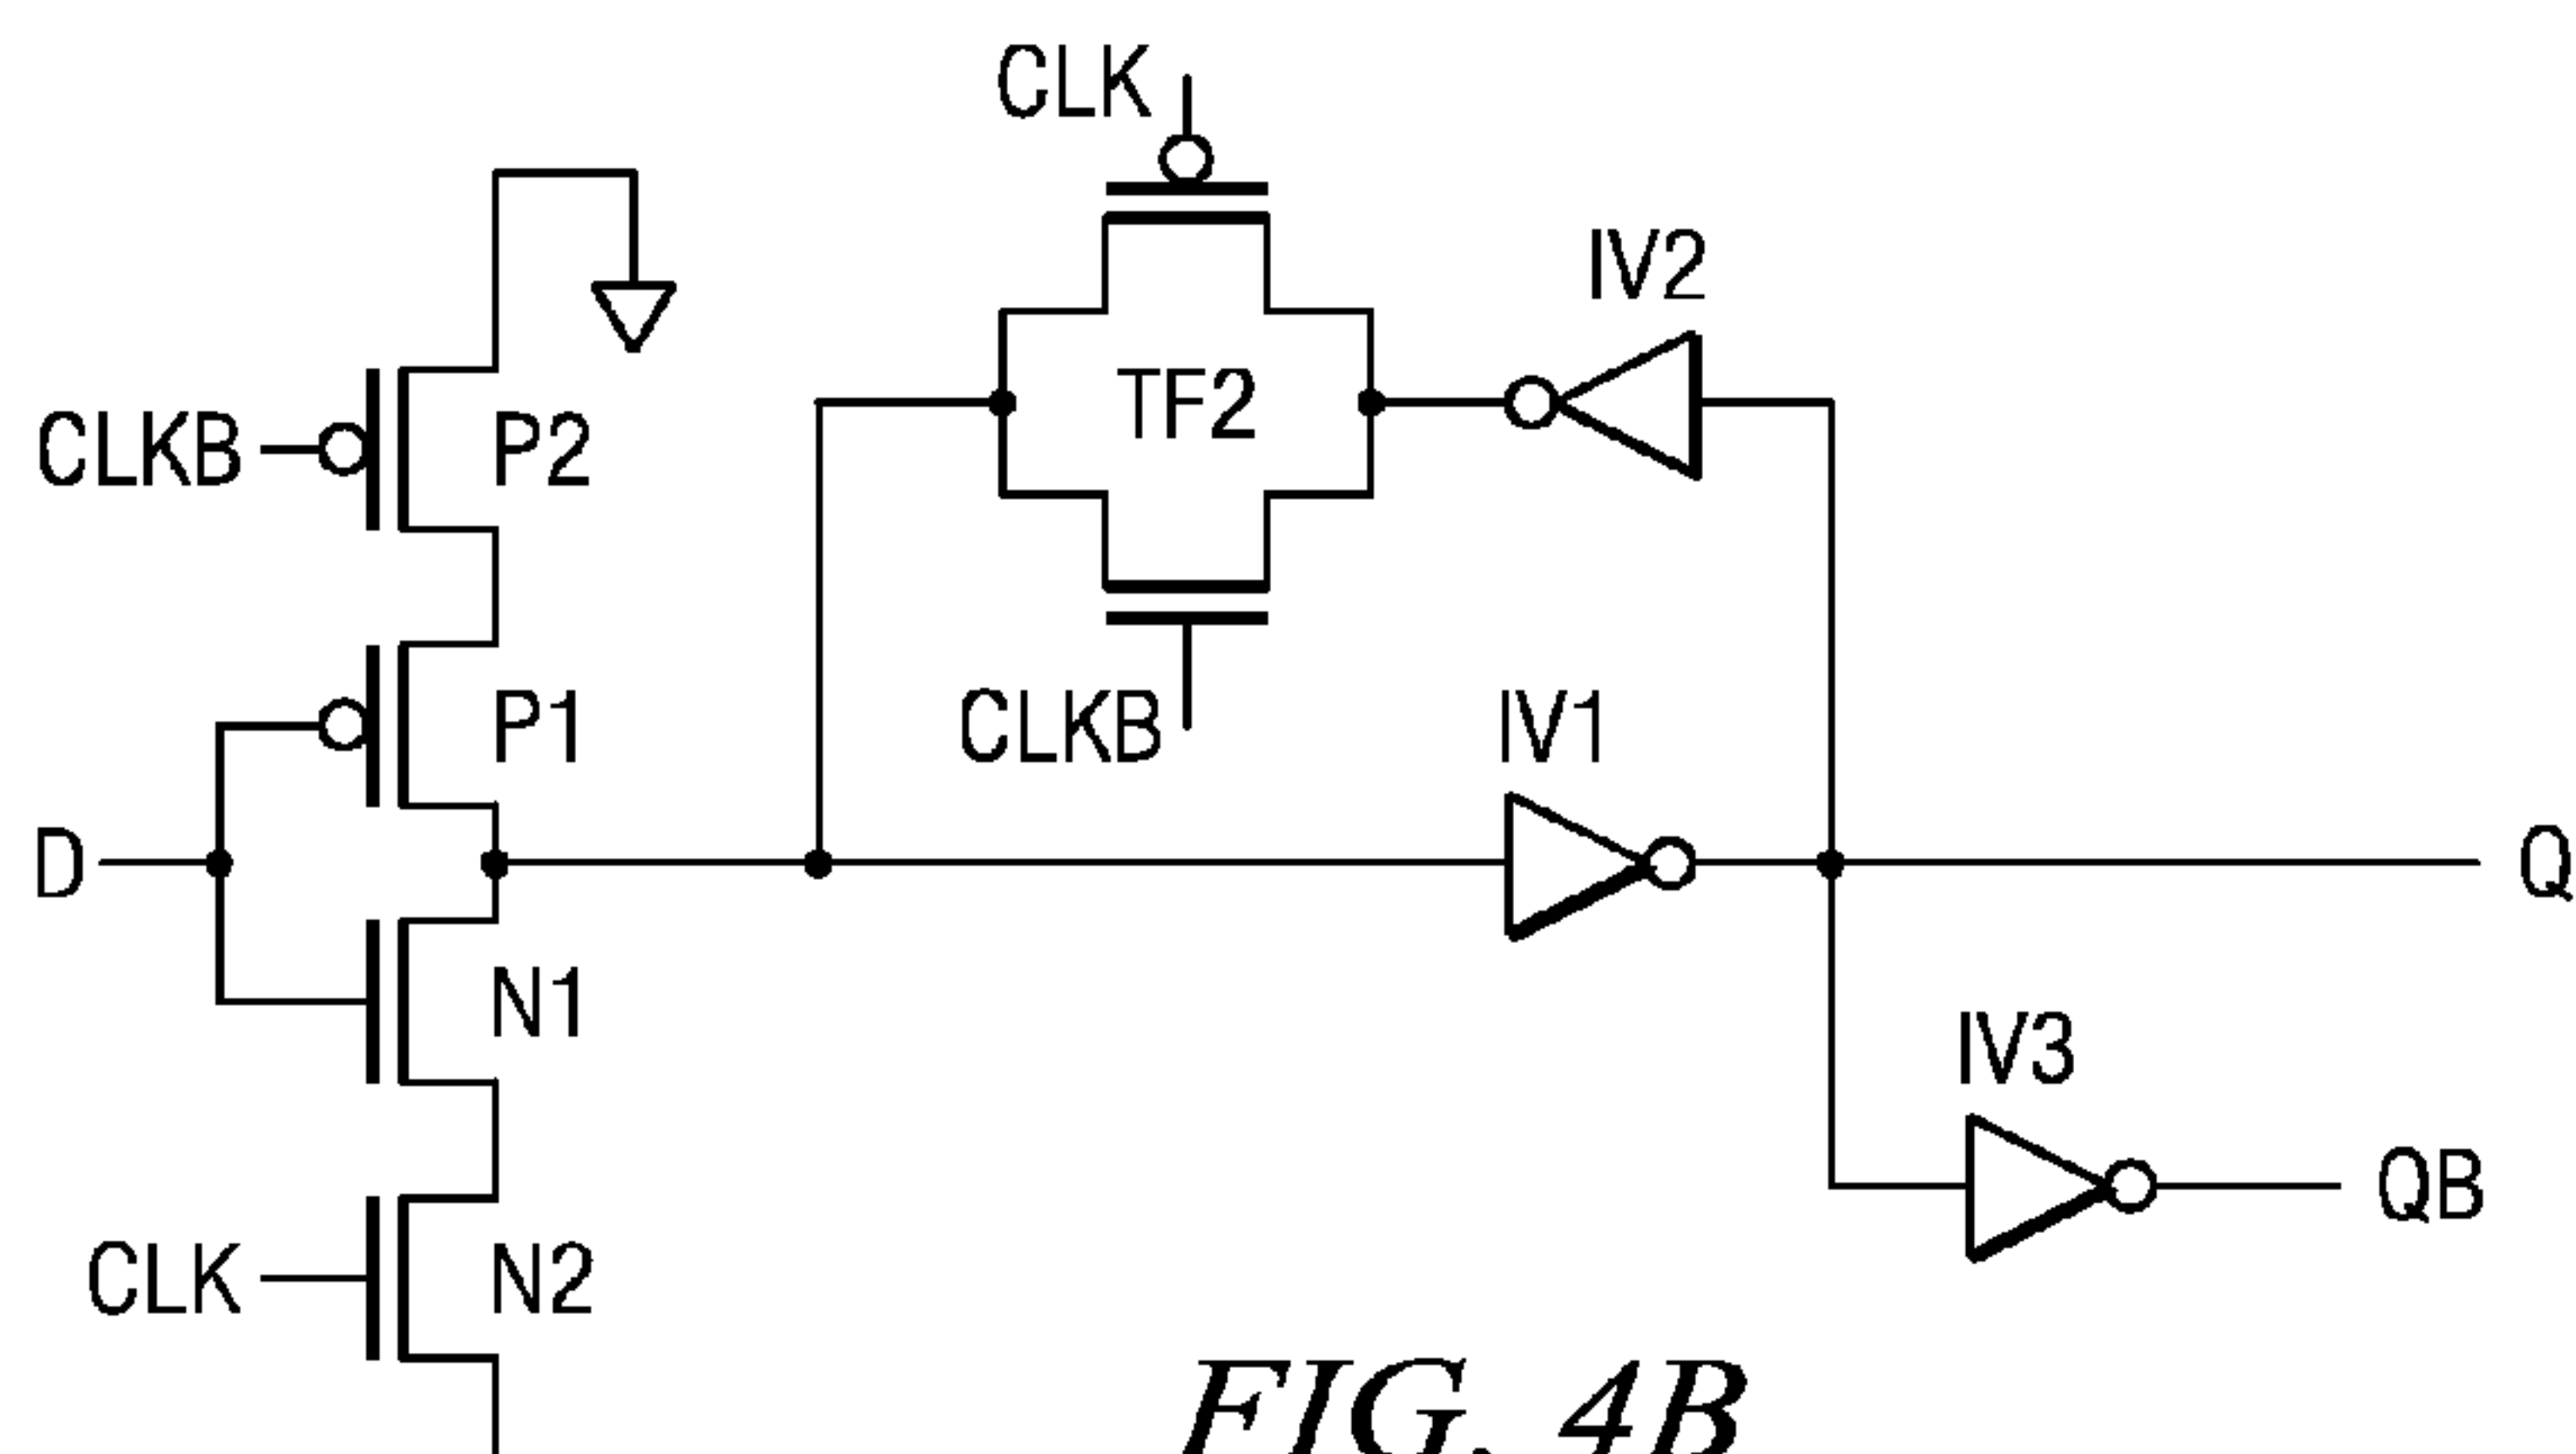 CLK
IV2
CLKB
P2
TF2
P1
CLKB
IV1
D
Q
N1
IV3
QB
CLK
N2
FIG. 4B